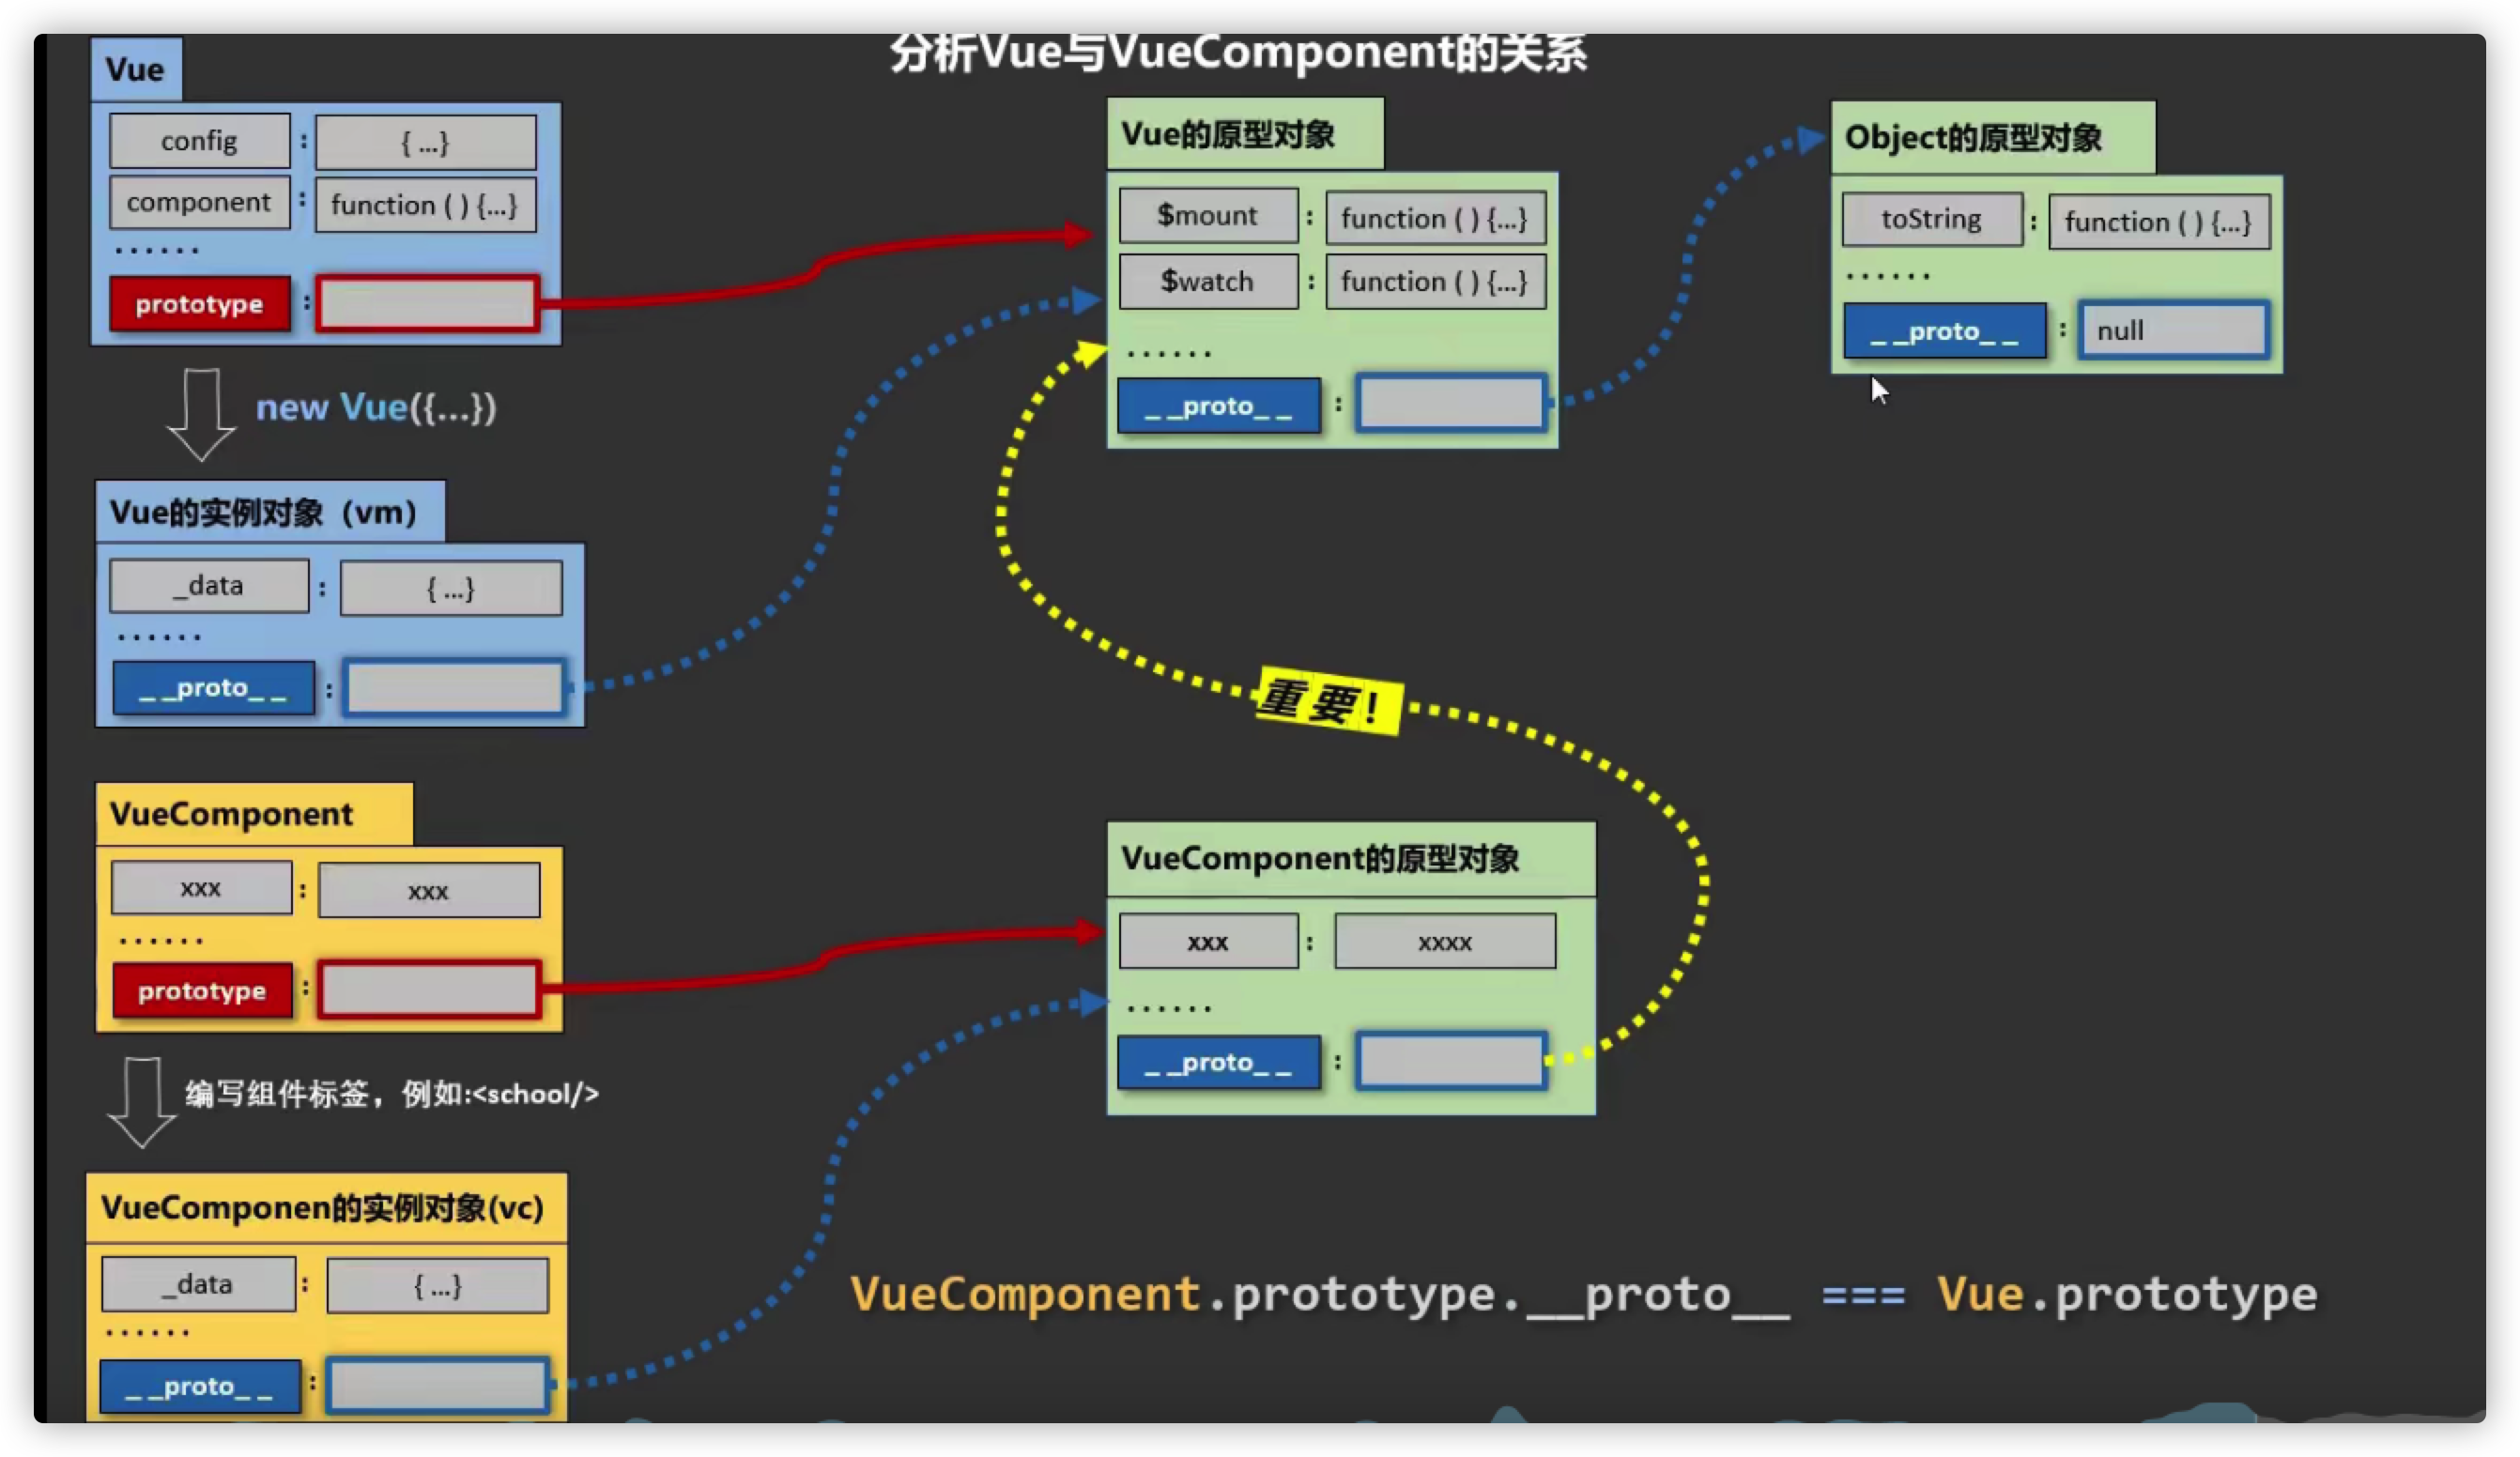 分析Vue与VueComponent的关系
Vue
config : { ...}
component : function ( ) {...}
······
prototype :
new Vue({...})
Vue的实例对象（vm）
_data : { ...}
······
_ _proto_ _ :
VueComponent
xxx : xxx
······
prototype :
编写组件标签，例如:<school/>
VueComponen的实例对象(vc)
_data : { ...}
······
_ _proto_ _ :
Vue的原型对象
$mount : function ( ) {...}
$watch : function ( ) {...}
······
_ _proto_ _ :
Object的原型对象
toString : function ( ) {...}
······
_ _proto_ _ : null
重要!
VueComponent的原型对象
xxx : xxxx
······
_ _proto_ _ :
VueComponent.prototype.__proto__ === Vue.prototype